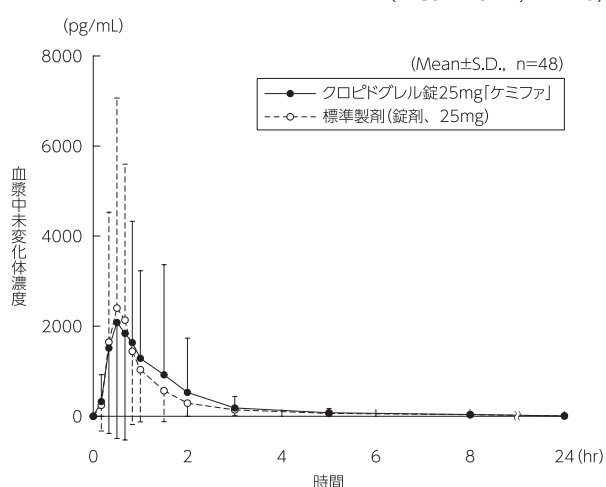 (pg/mL)
8000
(Mean±S.D., n=48)
クロピドグレル錠25mg「ケミファ」
標準製剤(錠剤、25mg)
6000
血漿中未変化体濃度
4000
2000
0
0
2
4
6
8
24 (hr)
時間